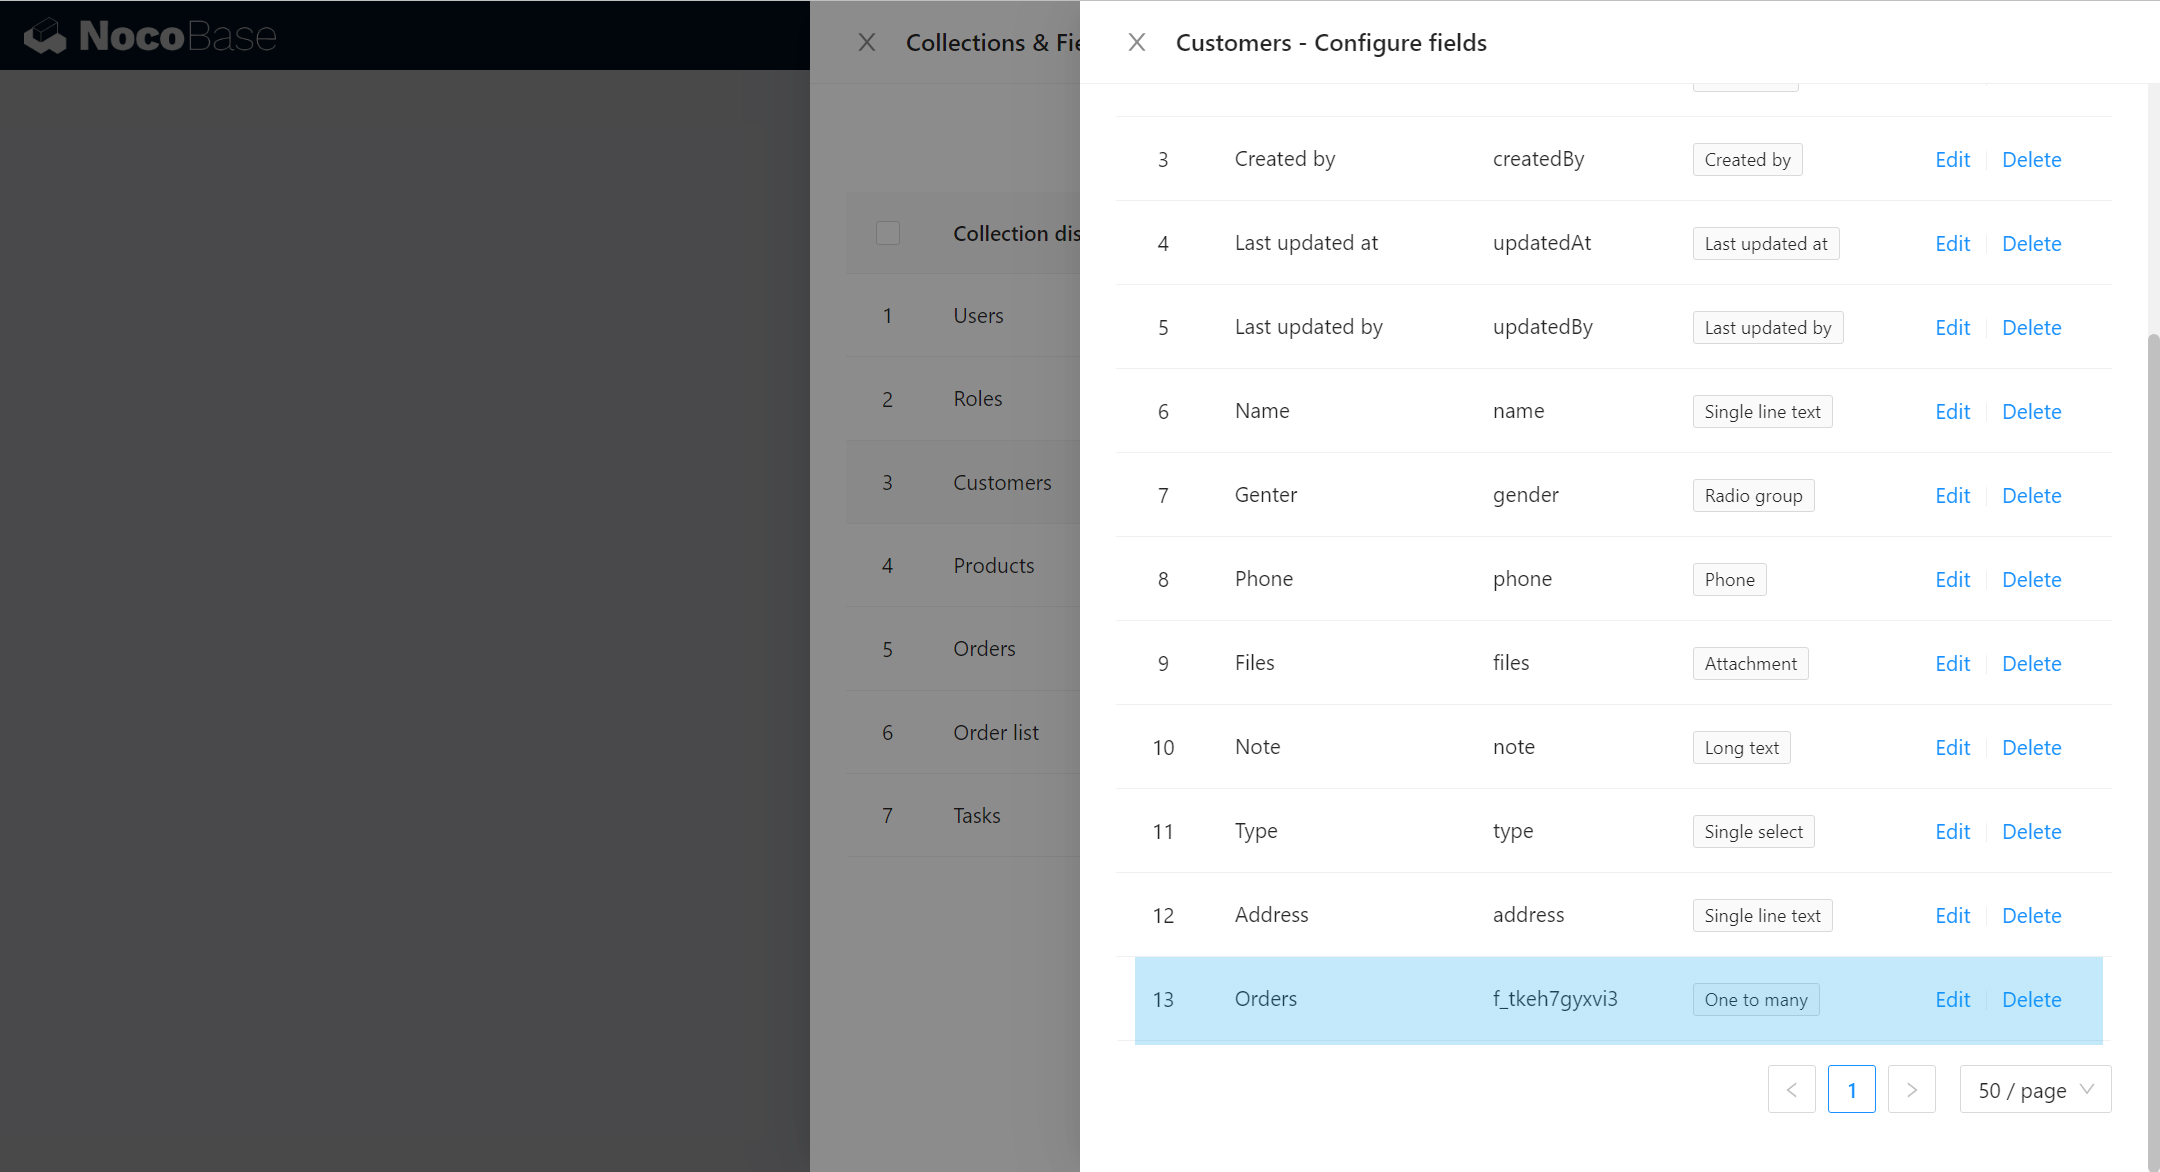 NocoBase
Collections & Fie
Customers - Configure fields
Collection dis
1 Users
2 Roles
3 Customers
4 Products
5 Orders
6 Order list
7 Tasks
3 Created by createdBy Created by Edit Delete
4 Last updated at updatedAt Last updated at Edit Delete
5 Last updated by updatedBy Last updated by Edit Delete
6 Name name Single line text Edit Delete
7 Genter gender Radio group Edit Delete
8 Phone phone Phone Edit Delete
9 Files files Attachment Edit Delete
10 Note note Long text Edit Delete
11 Type type Single select Edit Delete
12 Address address Single line text Edit Delete
13 Orders f_tkeh7gyxvi3 One to many Edit Delete
< 1 > 50 / page